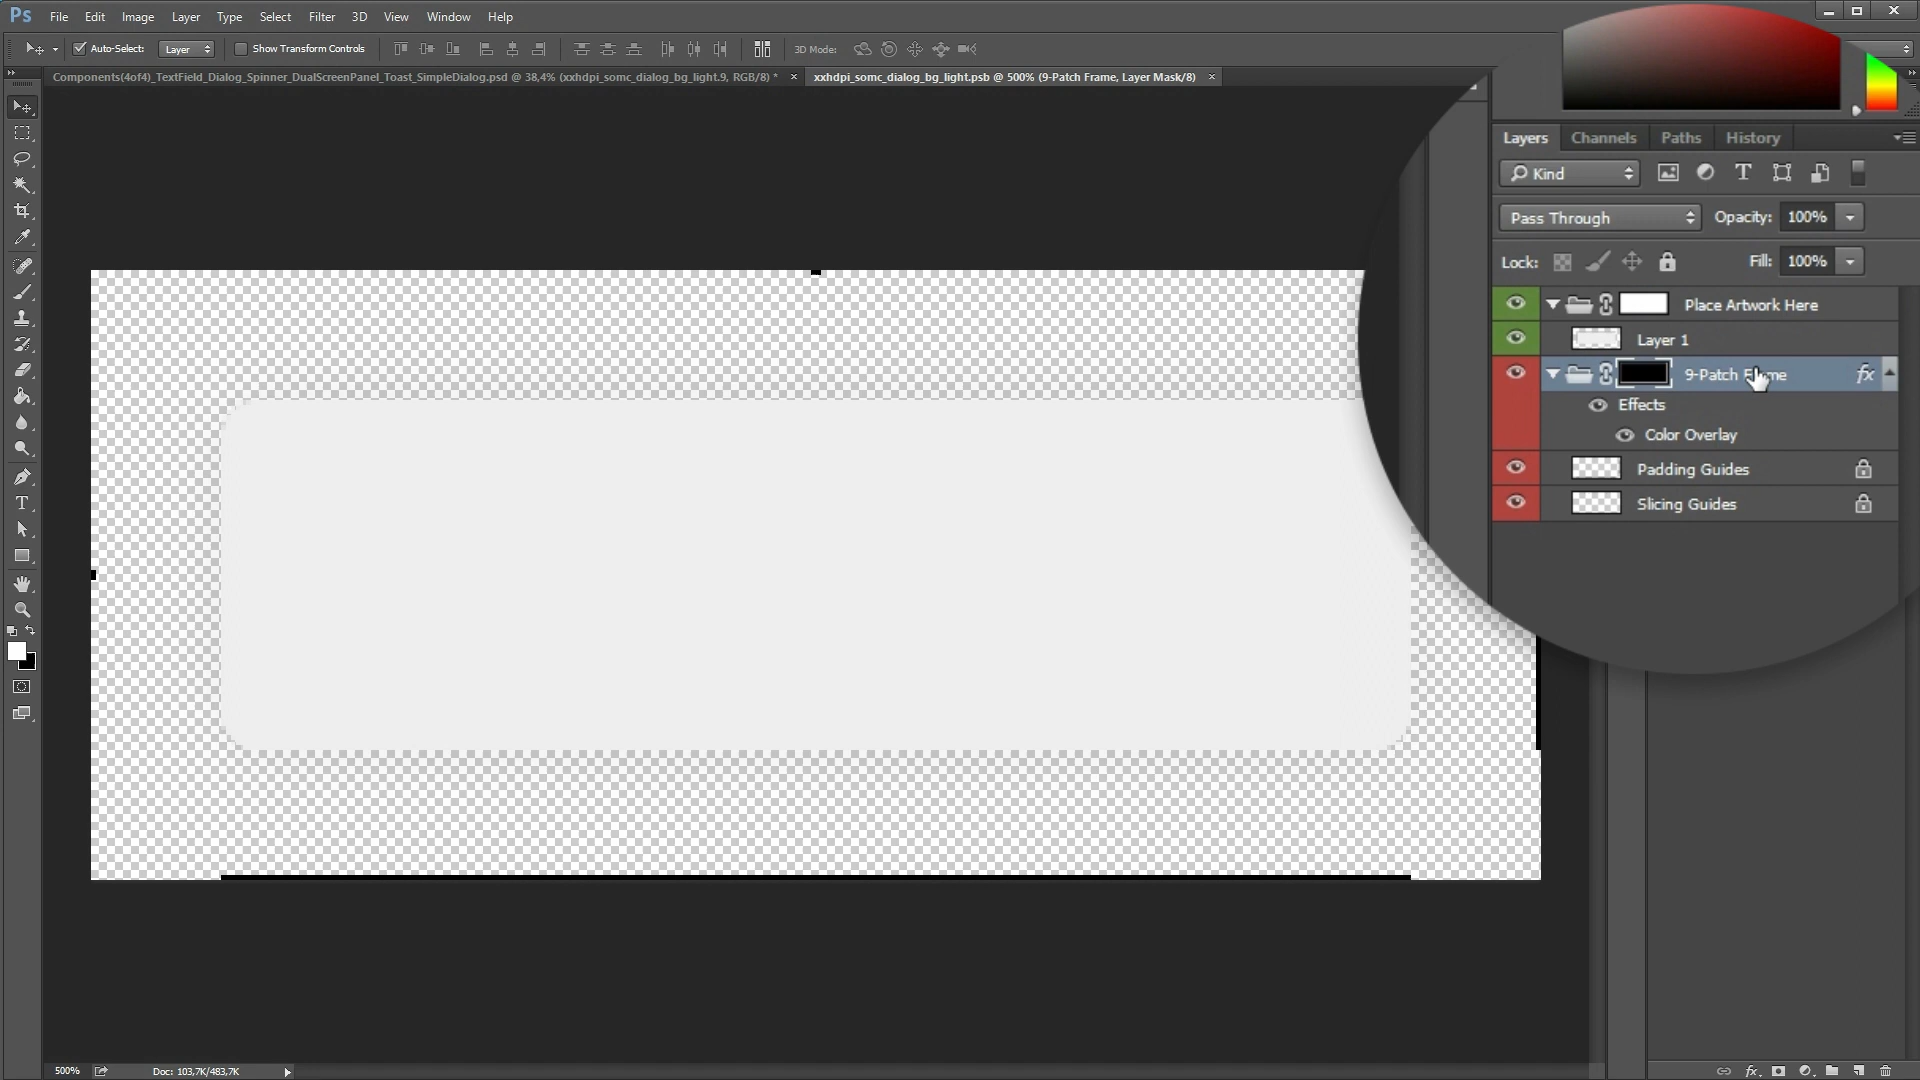 Ps File Edit Image Layer Type Select Filter 3D View Window Help
Auto-Select: Layer Show Transform Controls 3D Mode:
Components(4of4)_TextField_Dialog_Spinner_DualScreenPanel_Toast_SimpleDialog.psd @ 38,4% (xxhdpi_somc_dialog_bg_light.9, RGB/8) * × xxhdpi_somc_dialog_bg_light.psb @ 500% (9-Patch Frame, Layer Mask/8) ×
Layers Channels Paths History
Kind
Pass Through Opacity: 100%
Lock: Fill: 100%
Place Artwork Here
Layer 1
9-Patch Frame fx
Effects
Color Overlay
Padding Guides
Slicing Guides
500% Doc: 103,7K/483,7K
fx